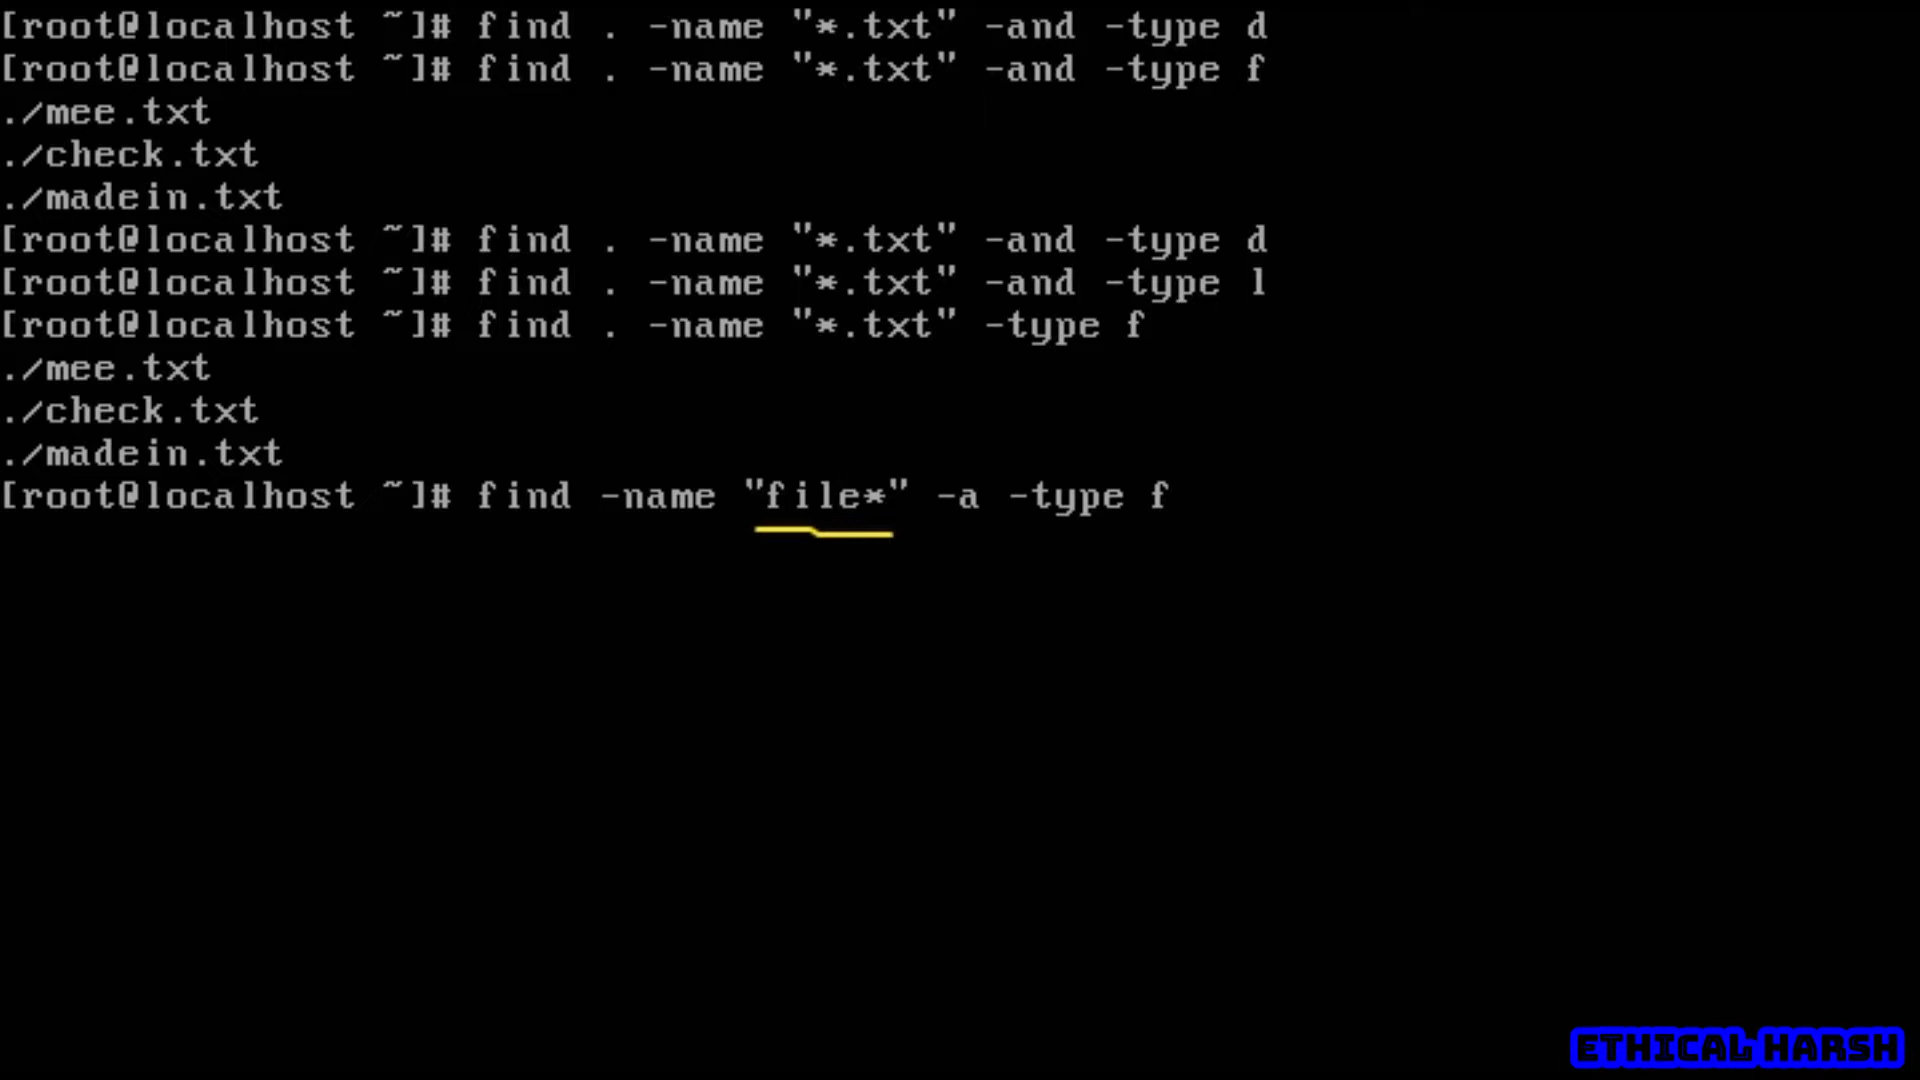 [root@localhost ~]# find . -name "*.txt" -and -type d
[root@localhost ~]# find . -name "*.txt" -and -type f
./mee.txt
./check.txt
./madein.txt
[root@localhost ~]# find . -name "*.txt" -and -type d
[root@localhost ~]# find . -name "*.txt" -and -type l
[root@localhost ~]# find . -name "*.txt" -type f
./mee.txt
./check.txt
./madein.txt
[root@localhost ~]# find -name "file*" -a -type f
ETHICAL HARSH